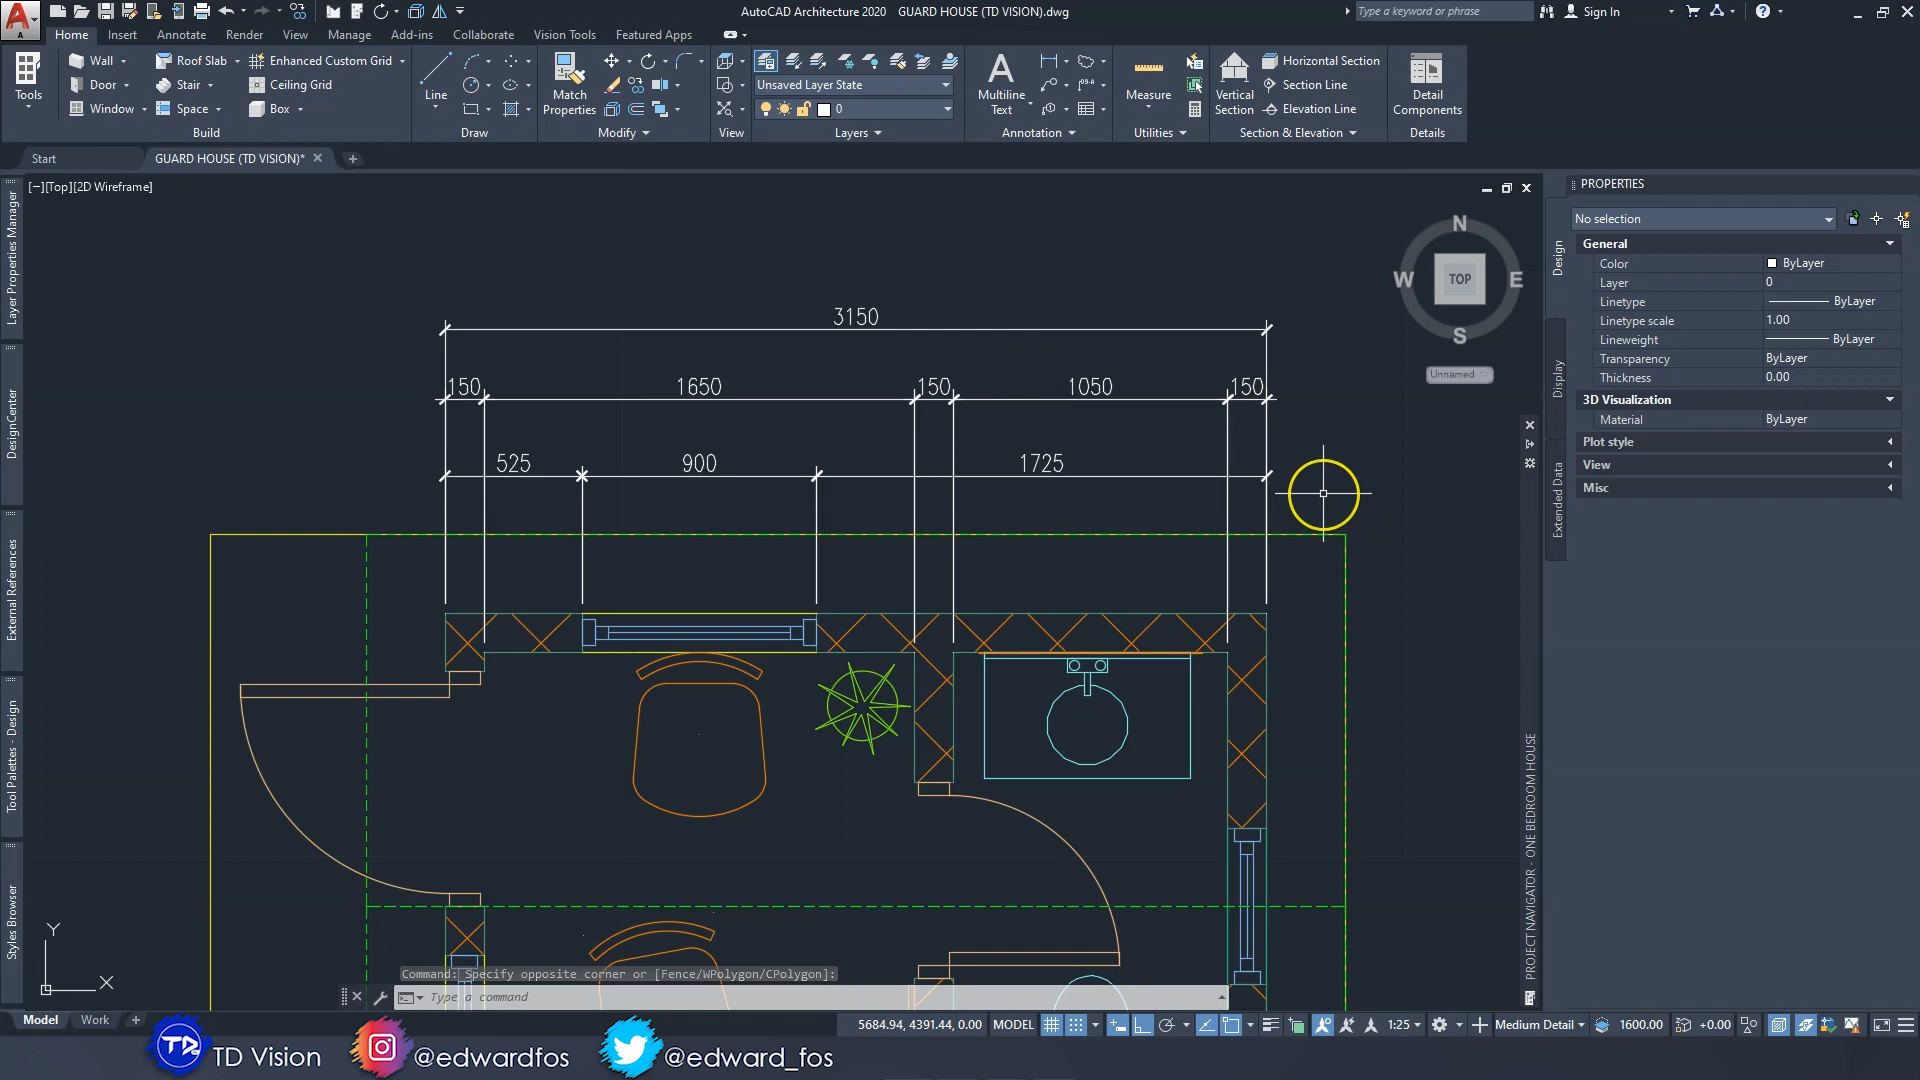 AutoCAD Architecture 2020 GUARD HOUSE (TD VISION).dwg
Type a keyword or phrase
Sign In
Home Insert Annotate Render View Manage Add-ins Collaborate Vision Tools Featured Apps
Tools
Wall
Door
Window
Roof Slab
Stair
Space
Enhanced Custom Grid
Ceiling Grid
Box
Build
Line
Draw
Match
Properties
Modify
View
Unsaved Layer State
0
Layers
Multiline
Text
Annotation
Measure
Utilities
Vertical
Section
Horizontal Section
Section Line
Elevation Line
Section & Elevation
Detail
Components
Details
Start
GUARD HOUSE (TD VISION)*
[−][Top][2D Wireframe]
Layer Properties Manager
DesignCenter
External References
Tool Palettes - Design
Styles Browser
3150
150 1650 150 1050 150
525 900 1725
N
W TOP E
S
Unnamed
PROPERTIES
No selection
General
Color ByLayer
Layer 0
Linetype ByLayer
Linetype scale 1.00
Lineweight ByLayer
Transparency ByLayer
Thickness 0.00
3D Visualization
Material ByLayer
Plot style
View
Misc
Design
Display
Extended Data
PROJECT NAVIGATOR - ONE BEDROOM HOUSE
Y
X
Command: Specify opposite corner or [Fence/WPolygon/CPolygon]:
Type a command
Model Work
5684.94, 4391.44, 0.00 MODEL
1:25
Medium Detail
1600.00
+0.00
TD Vision
@edwardfos
@edward_fos